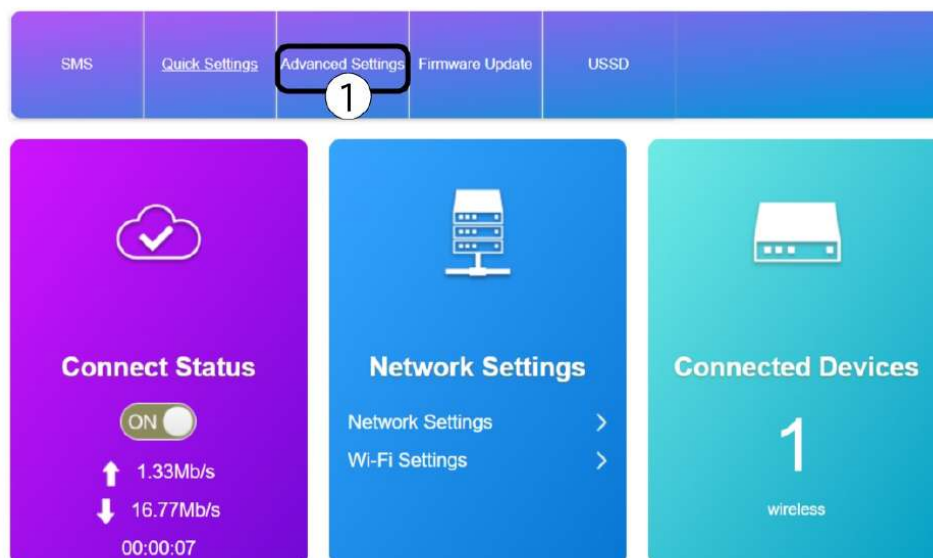 SMS
Quick Settings
Advanced Settings
Firmware Update
USSD
1
Connect Status
ON
1.33Mb/s
16.77Mb/s
00:00:07
Network Settings
Network Settings
Wi-Fi Settings
Connected Devices
1
wireless